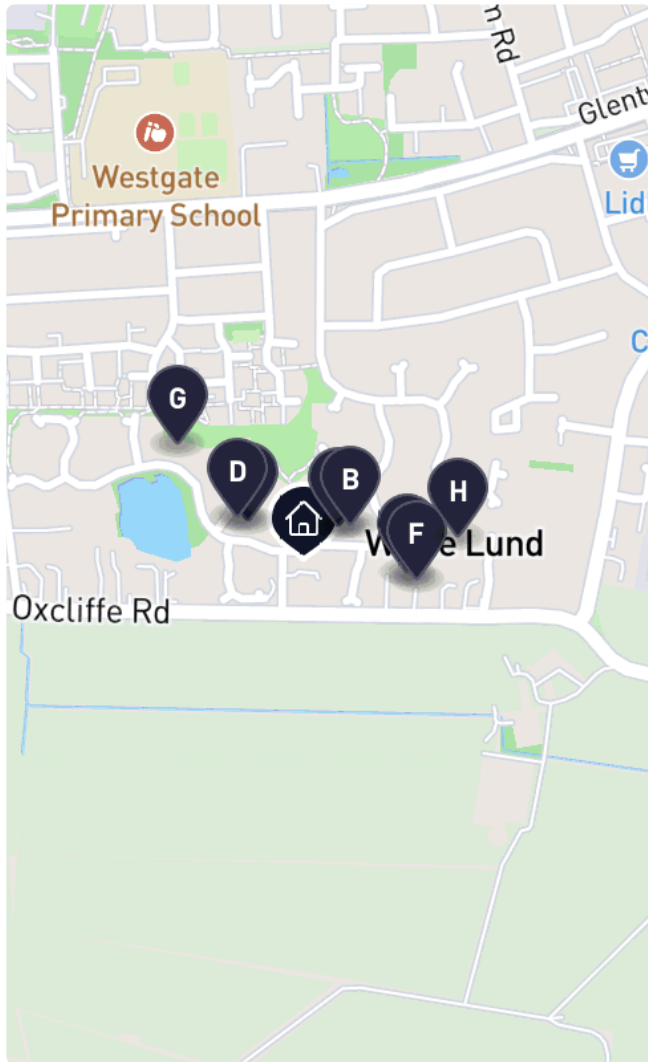 n Rd
Glent
Westgate
Primary School
Lid
C
G
D
B
H
F
W e Lund
Oxcliffe Rd